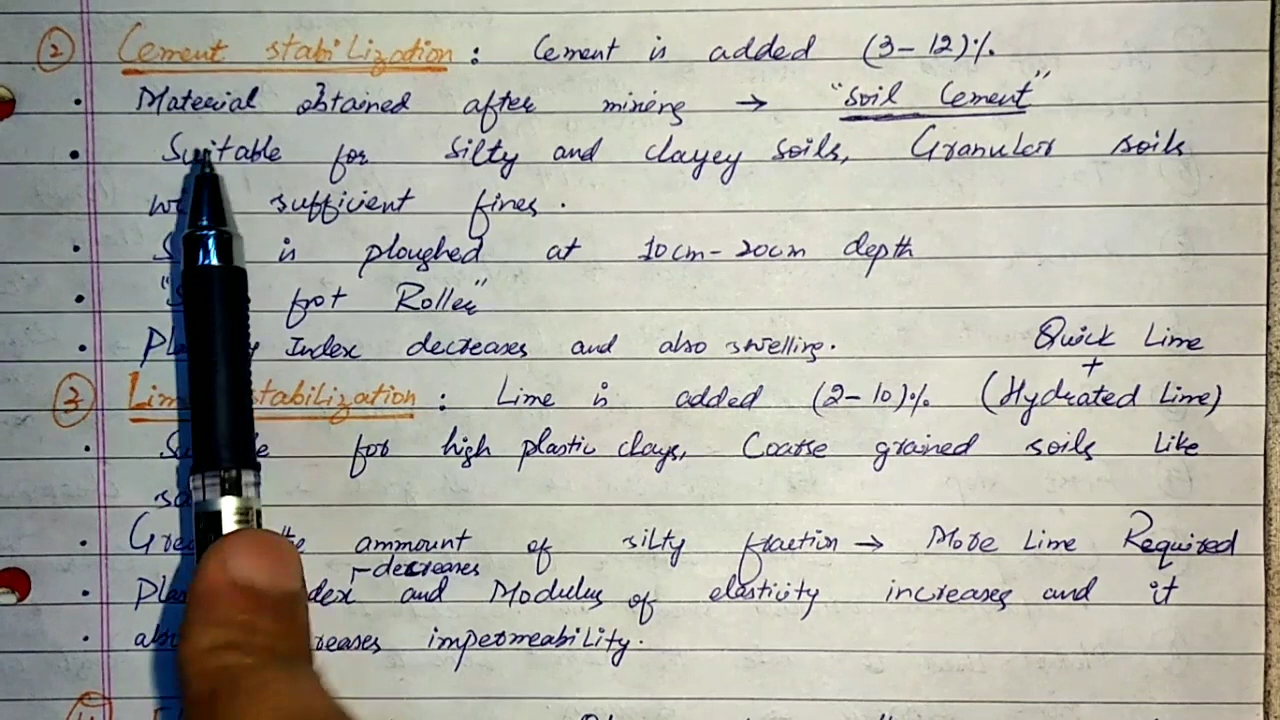 ② Cement stabilization : Cement is added (3-12)%.
• Material obtained after mixing → "Soil Cement"
• Suitable for silty and clayey soils, Granular soils
sufficient fines.
• is ploughed at 10cm-20cm depth
• foot Roller"
• Index decreases and also swelling.
Quick Lime
+
③ stabilization : Lime is added (2-10)% (Hydrated Lime)
• for high plastic clays, Coarse grained soils like
• ammount of silty fraction → More Lime Required
decreases
• and Modulus of elasticity increases and it
• impermeability.